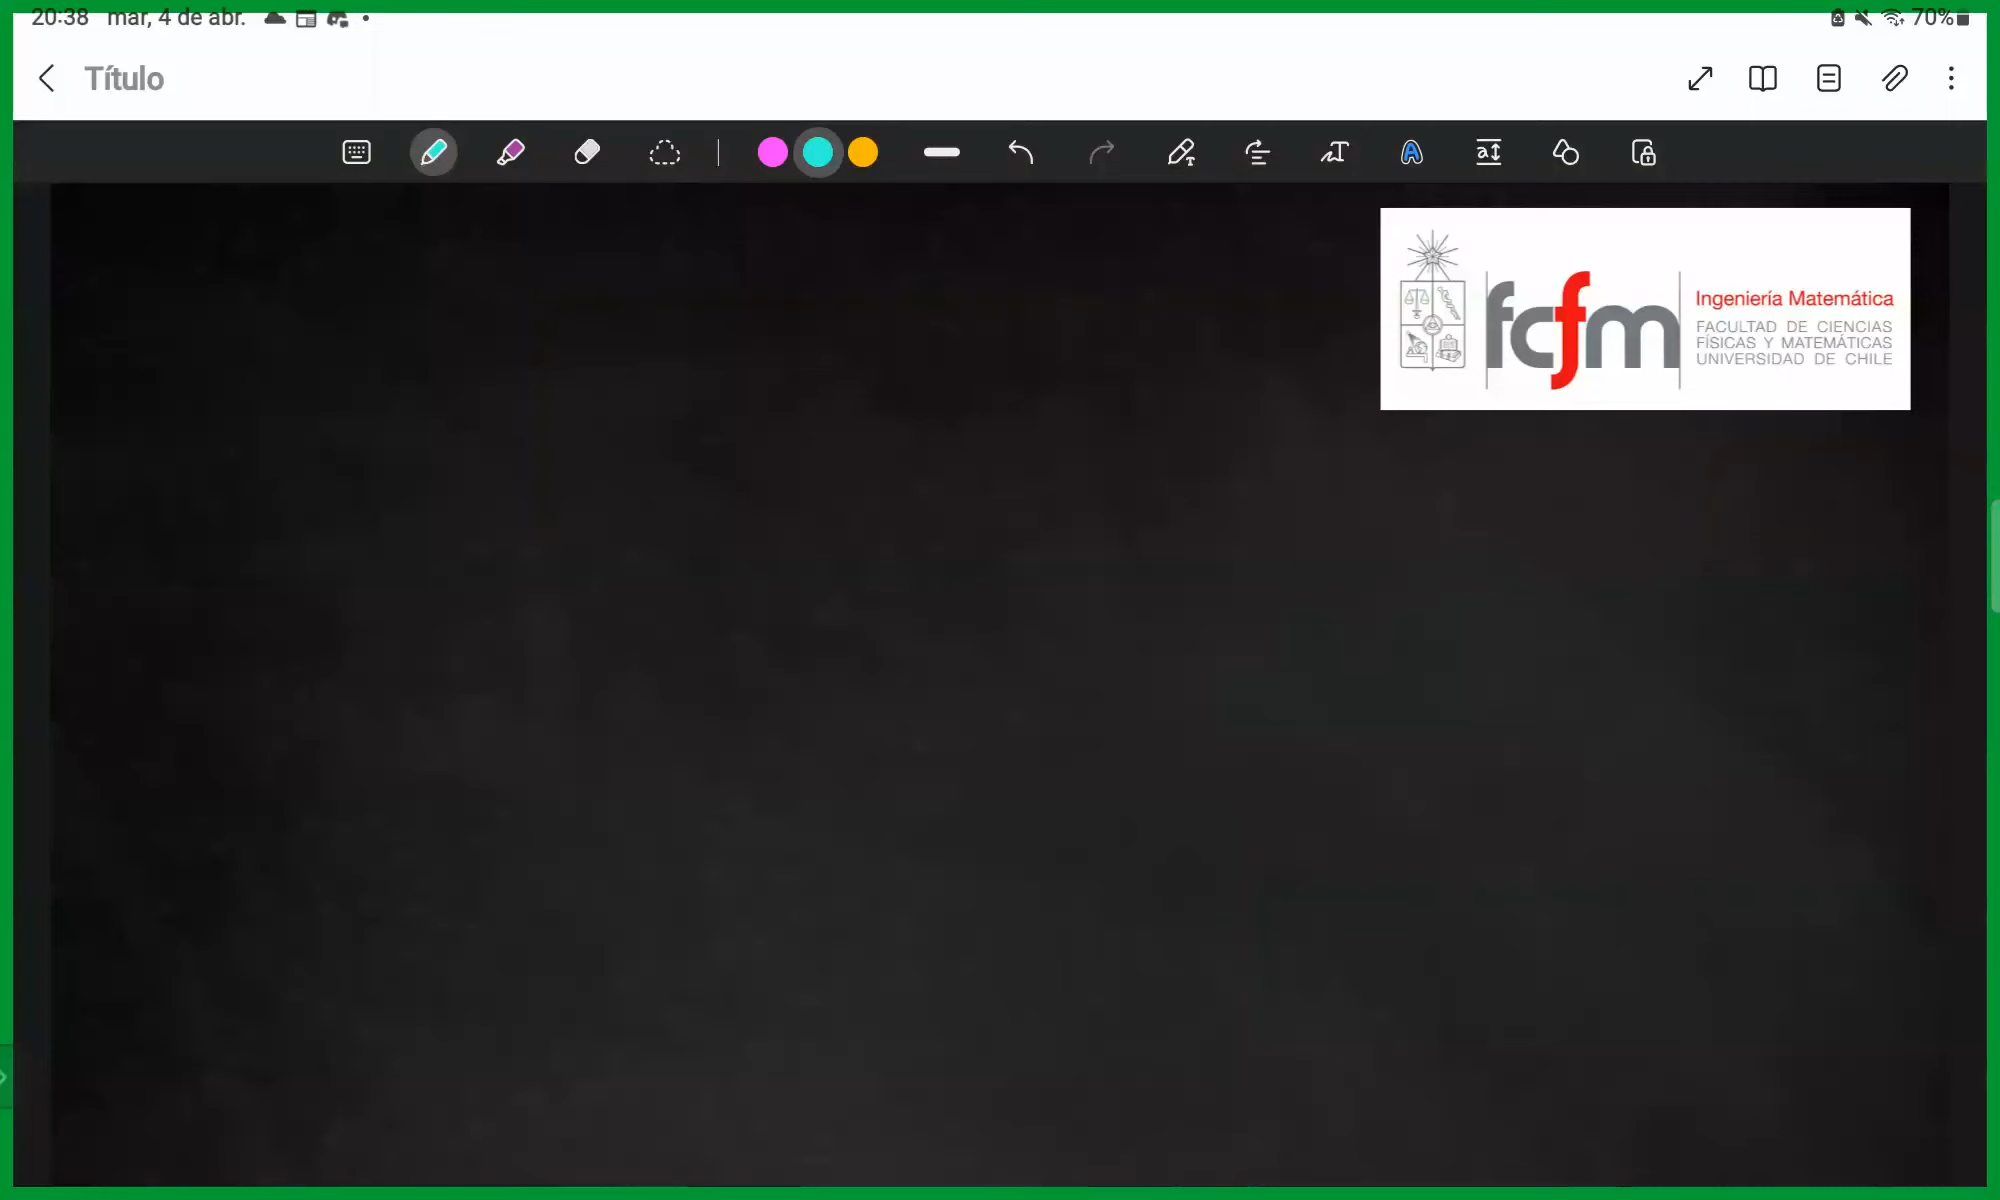 20:38 mar, 4 de abr.
70%
Título
T
T
A
a
fcfm
Ingeniería Matemática
FACULTAD DE CIENCIAS
FÍSICAS Y MATEMÁTICAS
UNIVERSIDAD DE CHILE